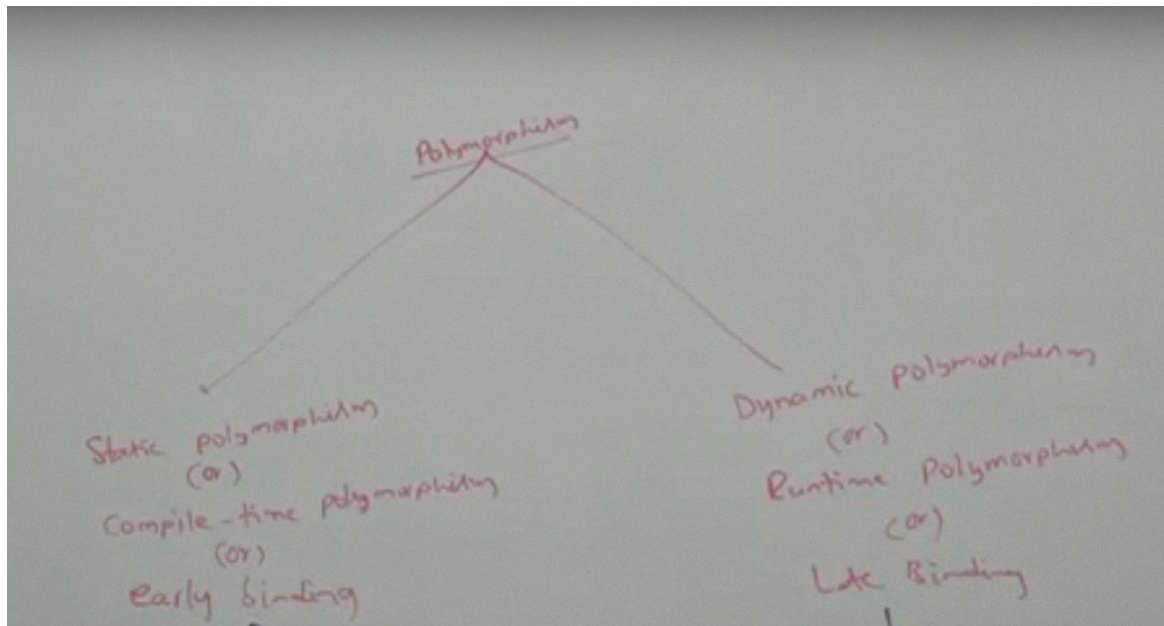 Polymorphism
Static polymorphism
(or)
Compile-time polymorphism
(or)
early binding
Dynamic polymorphism
(or)
Runtime Polymorphism
(or)
Late Binding